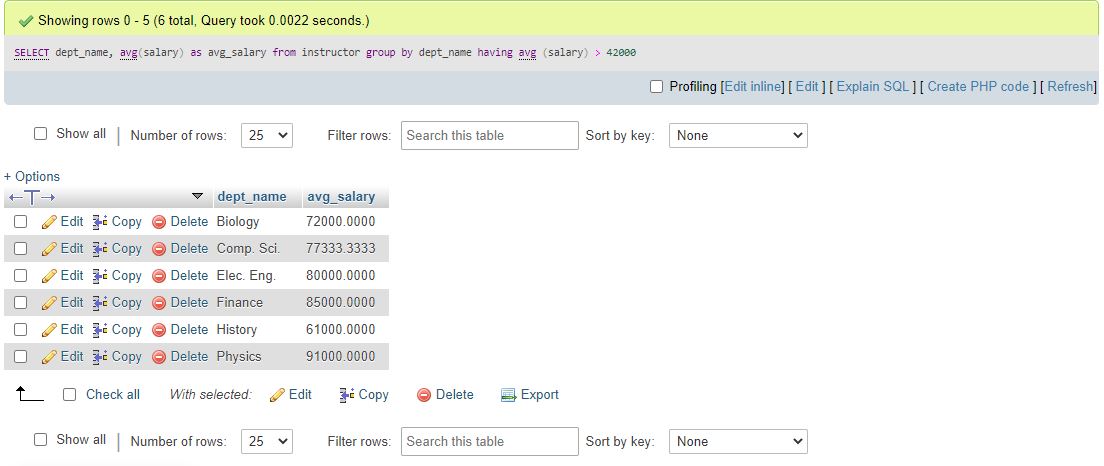 Showing rows 0 - 5 (6 total, Query took 0.0022 seconds.)
SELECT dept_name, avg(salary) as avg_salary from instructor group by dept_name having avg (salary) > 42000
Profiling [Edit inline] [ Edit ] [ Explain SQL ] [ Create PHP code ] [ Refresh]
Show all | Number of rows: 25 Filter rows: Search this table Sort by key: None
+ Options
dept_name avg_salary
Edit Copy Delete Biology 72000.0000
Edit Copy Delete Comp. Sci. 77333.3333
Edit Copy Delete Elec. Eng. 80000.0000
Edit Copy Delete Finance 85000.0000
Edit Copy Delete History 61000.0000
Edit Copy Delete Physics 91000.0000
Check all With selected: Edit Copy Delete Export
Show all | Number of rows: 25 Filter rows: Search this table Sort by key: None